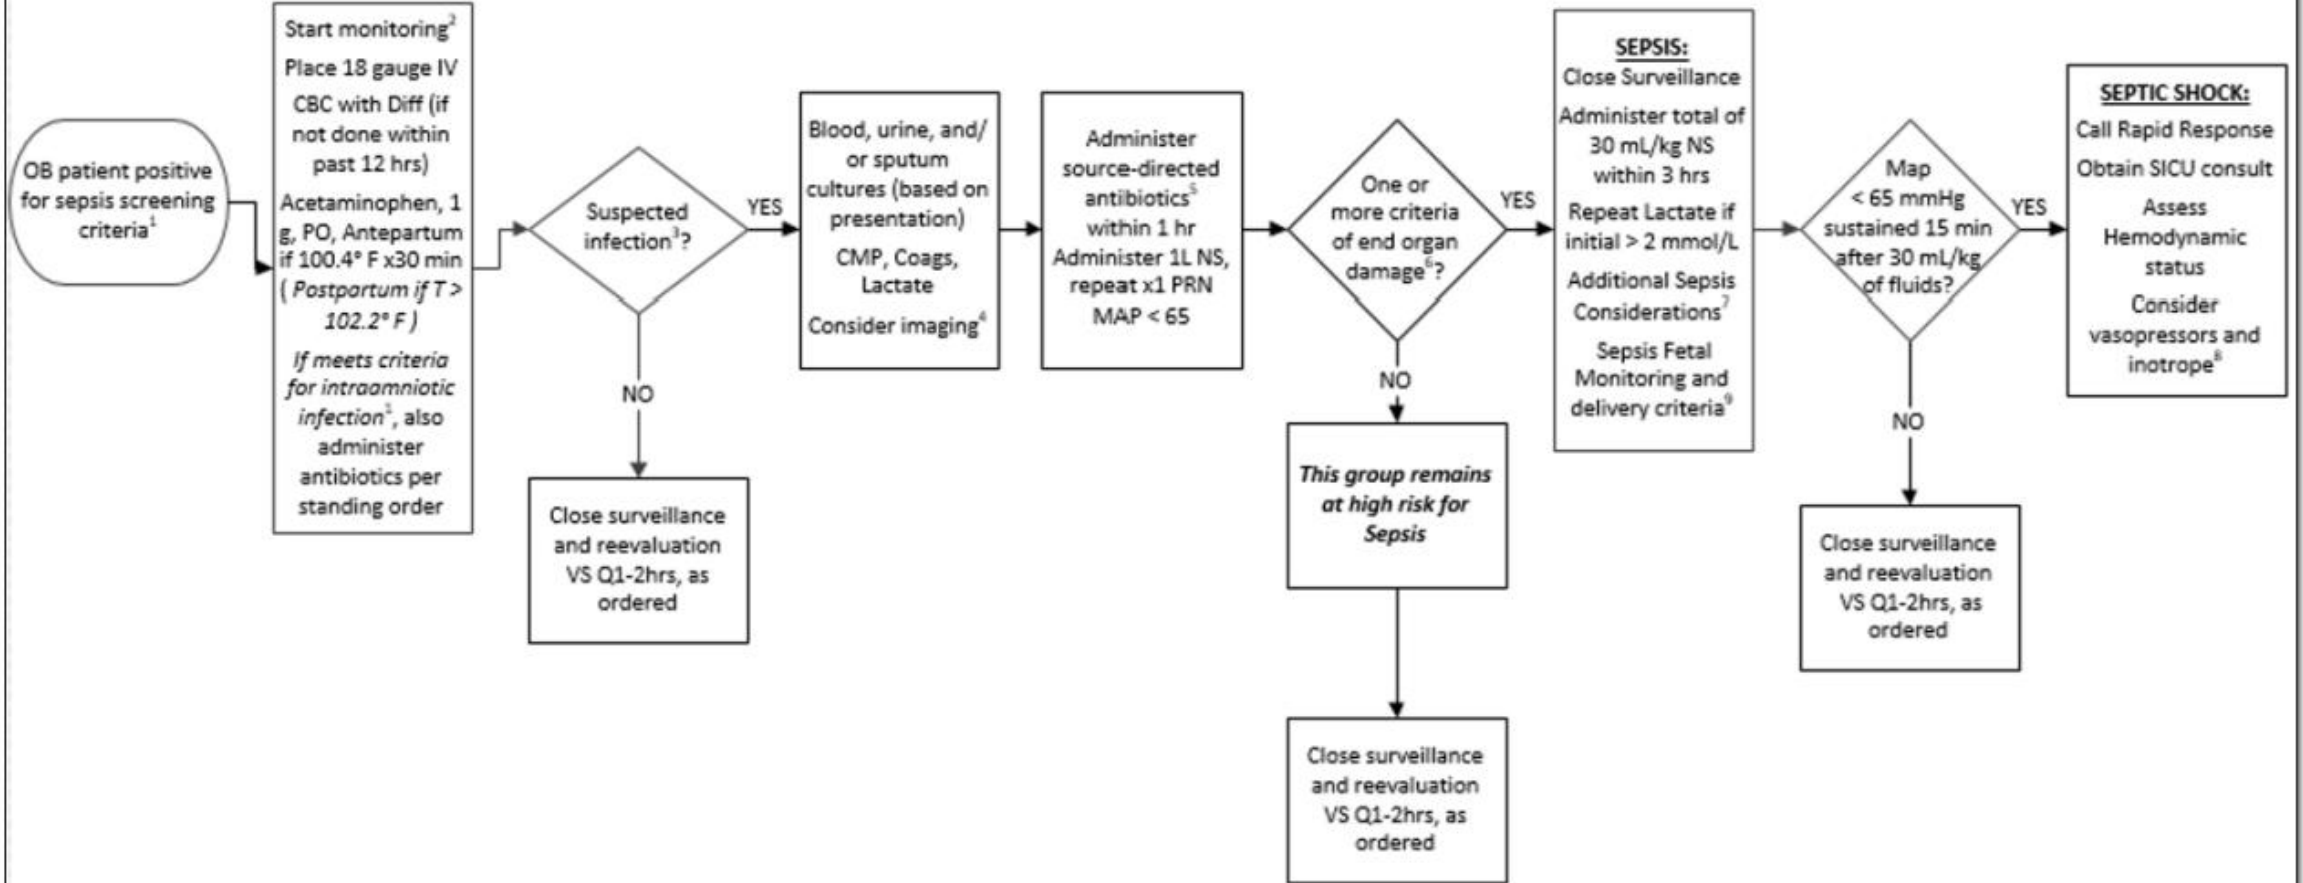 OB patient positive
for sepsis screening
criteria¹
Start monitoring²
Place 18 gauge IV
CBC with Diff (if
not done within
past 12 hrs)
Acetaminophen, 1
g, PO, Antepartum
if 100.4° F x30 min
( Postpartum if T >
102.2° F )
If meets criteria
for intraamniotic
infection¹, also
administer
antibiotics per
standing order
Suspected
infection³?
YES
NO
Close surveillance
and reevaluation
VS Q1-2hrs, as
ordered
Blood, urine, and/
or sputum
cultures (based on
presentation)
CMP, Coags,
Lactate
Consider imaging⁴
Administer
source-directed
antibiotics⁵
within 1 hr
Administer 1L NS,
repeat x1 PRN
MAP < 65
One or
more criteria
of end organ
damage⁶?
YES
NO
This group remains
at high risk for
Sepsis
Close surveillance
and reevaluation
VS Q1-2hrs, as
ordered
SEPSIS:
Close Surveillance
Administer total of
30 mL/kg NS
within 3 hrs
Repeat Lactate if
initial > 2 mmol/L
Additional Sepsis
Considerations⁷
Sepsis Fetal
Monitoring and
delivery criteria⁹
Map
< 65 mmHg
sustained 15 min
after 30 mL/kg
of fluids?
YES
NO
Close surveillance
and reevaluation
VS Q1-2hrs, as
ordered
SEPTIC SHOCK:
Call Rapid Response
Obtain SICU consult
Assess
Hemodynamic
status
Consider
vasopressors and
inotrope⁸